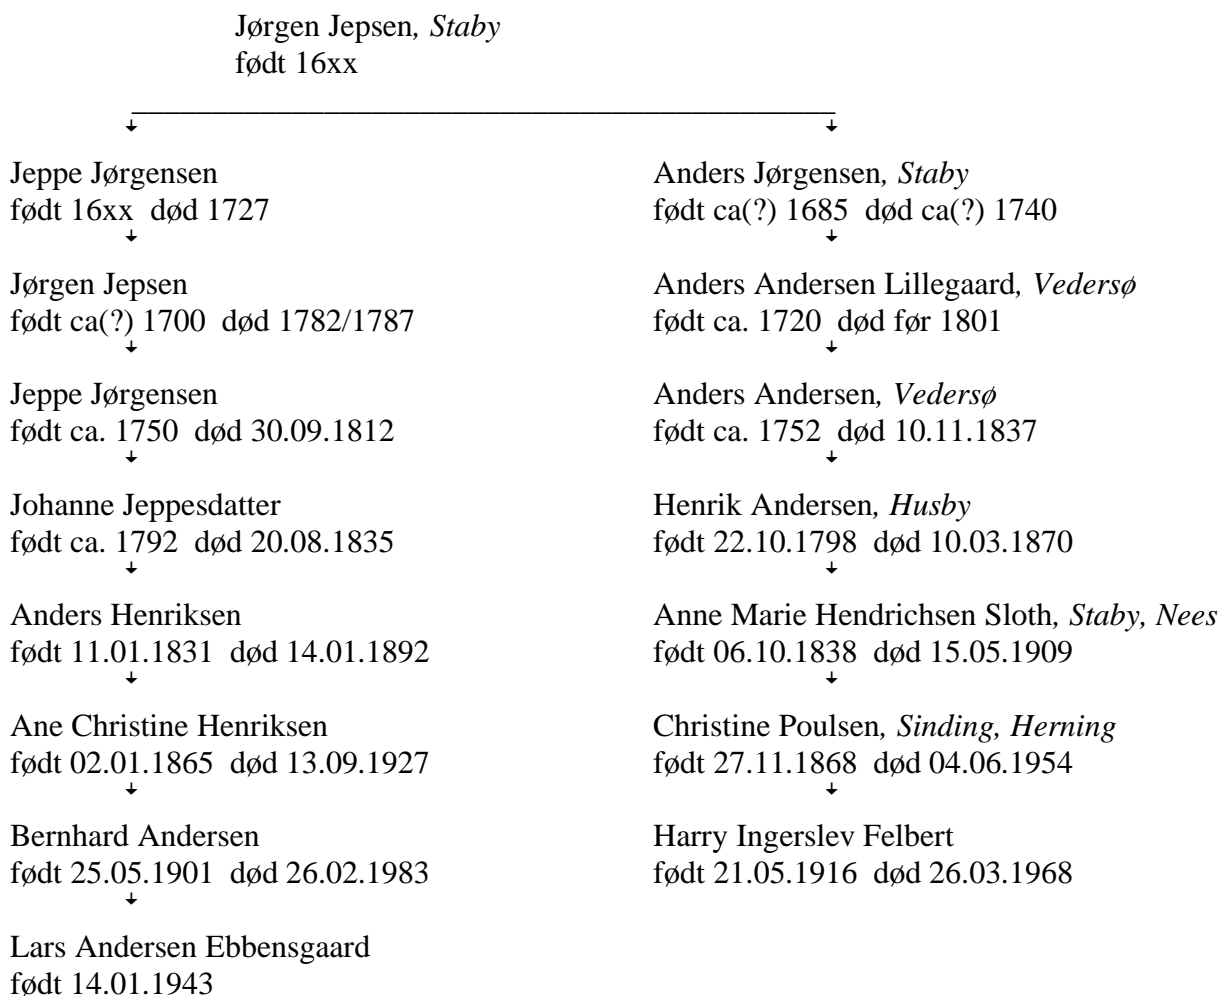 Jørgen Jepsen, Staby
født 16xx
Jeppe Jørgensen
født 16xx død 1727
Anders Jørgensen, Staby
født ca(?) 1685 død ca(?) 1740
Jørgen Jepsen
født ca(?) 1700 død 1782/1787
Anders Andersen Lillegaard, Vedersø
født ca. 1720 død før 1801
Jeppe Jørgensen
født ca. 1750 død 30.09.1812
Anders Andersen, Vedersø
født ca. 1752 død 10.11.1837
Johanne Jeppesdatter
født ca. 1792 død 20.08.1835
Henrik Andersen, Husby
født 22.10.1798 død 10.03.1870
Anders Henriksen
født 11.01.1831 død 14.01.1892
Anne Marie Hendrichsen Sloth, Staby, Nees
født 06.10.1838 død 15.05.1909
Ane Christine Henriksen
født 02.01.1865 død 13.09.1927
Christine Poulsen, Sinding, Herning
født 27.11.1868 død 04.06.1954
Bernhard Andersen
født 25.05.1901 død 26.02.1983
Harry Ingerslev Felbert
født 21.05.1916 død 26.03.1968
Lars Andersen Ebbensgaard
født 14.01.1943